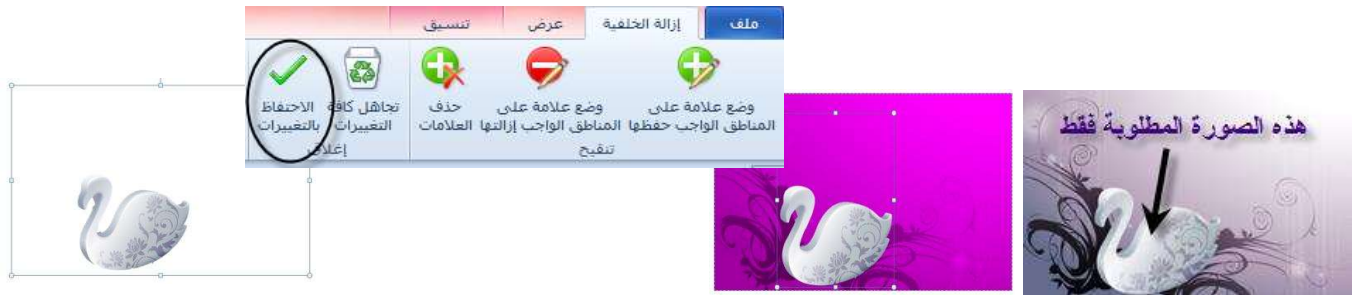 ملف إزالة الخلفية عرض تنسيق
وضع علامة على المناطق الواجب حفظها
وضع علامة على المناطق الواجب إزالتها
حذف العلامات
تجاهل كافة التغييرات
الاحتفاظ بالتغييرات
تنقيح
إغلاق
هذه الصورة المطلوبة فقط